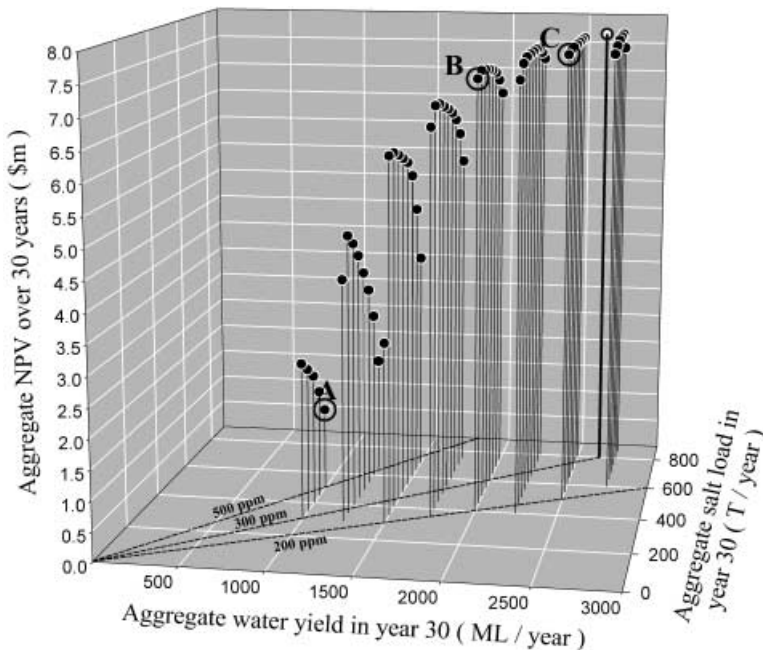 8.0
7.5
7.0
6.5
6.0
5.5
5.0
4.5
4.0
3.5
3.0
2.5
2.0
1.5
1.0
0.5
0.0
Aggregate NPV over 30 years ( $m )
A
B
C
500 ppm
300 ppm
200 ppm
500
1000
1500
2000
2500
3000
Aggregate water yield in year 30 ( ML / year )
800
600
400
200
0
Aggregate salt load in
year 30 ( T / year )